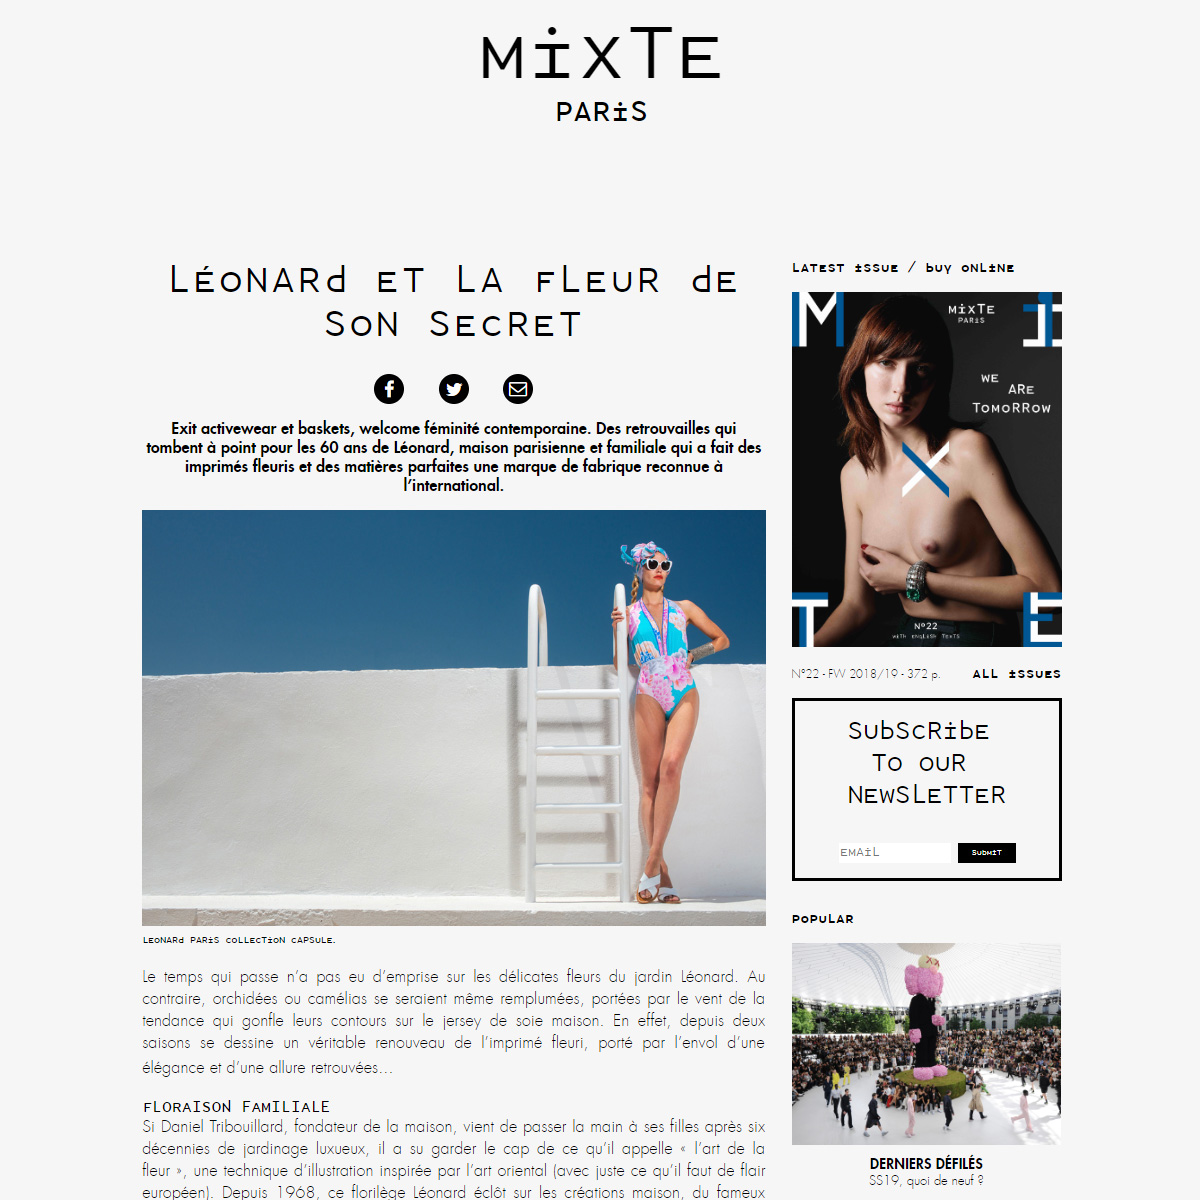 MiXTE
PARiS
LÉONARd ET LA FLEUR dE
SON SECRET
Exit activewear et baskets, welcome féminité contemporaine. Des retrouvailles qui
tombent à point pour les 60 ans de Léonard, maison parisienne et familiale qui a fait des
imprimés fleuris et des matières parfaites une marque de fabrique reconnue à
l’international.
LEONARd PARiS COLLECTiON CAPSULE.
Le temps qui passe n’a pas eu d’emprise sur les délicates fleurs du jardin Léonard. Au
contraire, orchidées ou camélias se seraient même remplumées, portées par le vent de la
tendance qui gonfle leurs contours sur le jersey de soie maison. En effet, depuis deux
saisons se dessine un véritable renouveau de l’imprimé fleuri, porté par l’envol d’une
élégance et d’une allure retrouvées…
FLORAISON FAMILIALE
Si Daniel Tribouillard, fondateur de la maison, vient de passer la main à ses filles après six
décennies de jardinage luxueux, il a su garder le cap de ce qu’il appelle « l’art de la
fleur », une technique d’illustration inspirée par l’art oriental (avec juste ce qu’il faut de flair
européen). Depuis 1968, ce florilège Léonard éclôt sur les créations maison, du fameux
LATEST iSSUE / bUY ONLiNE
M i
MiXTE
PARiS
WE
ARE
TOMORROW
X
T E
Nº22
WiTH ENGLiSH TEXTS
N°22 - FW 2018/19 - 372 p.
ALL iSSUES
SUbSCRibE
TO OUR
NEWSLETTER
EMAiL
SUbMiT
POPULAR
DERNIERS DÉFILÉS
SS19, quoi de neuf ?